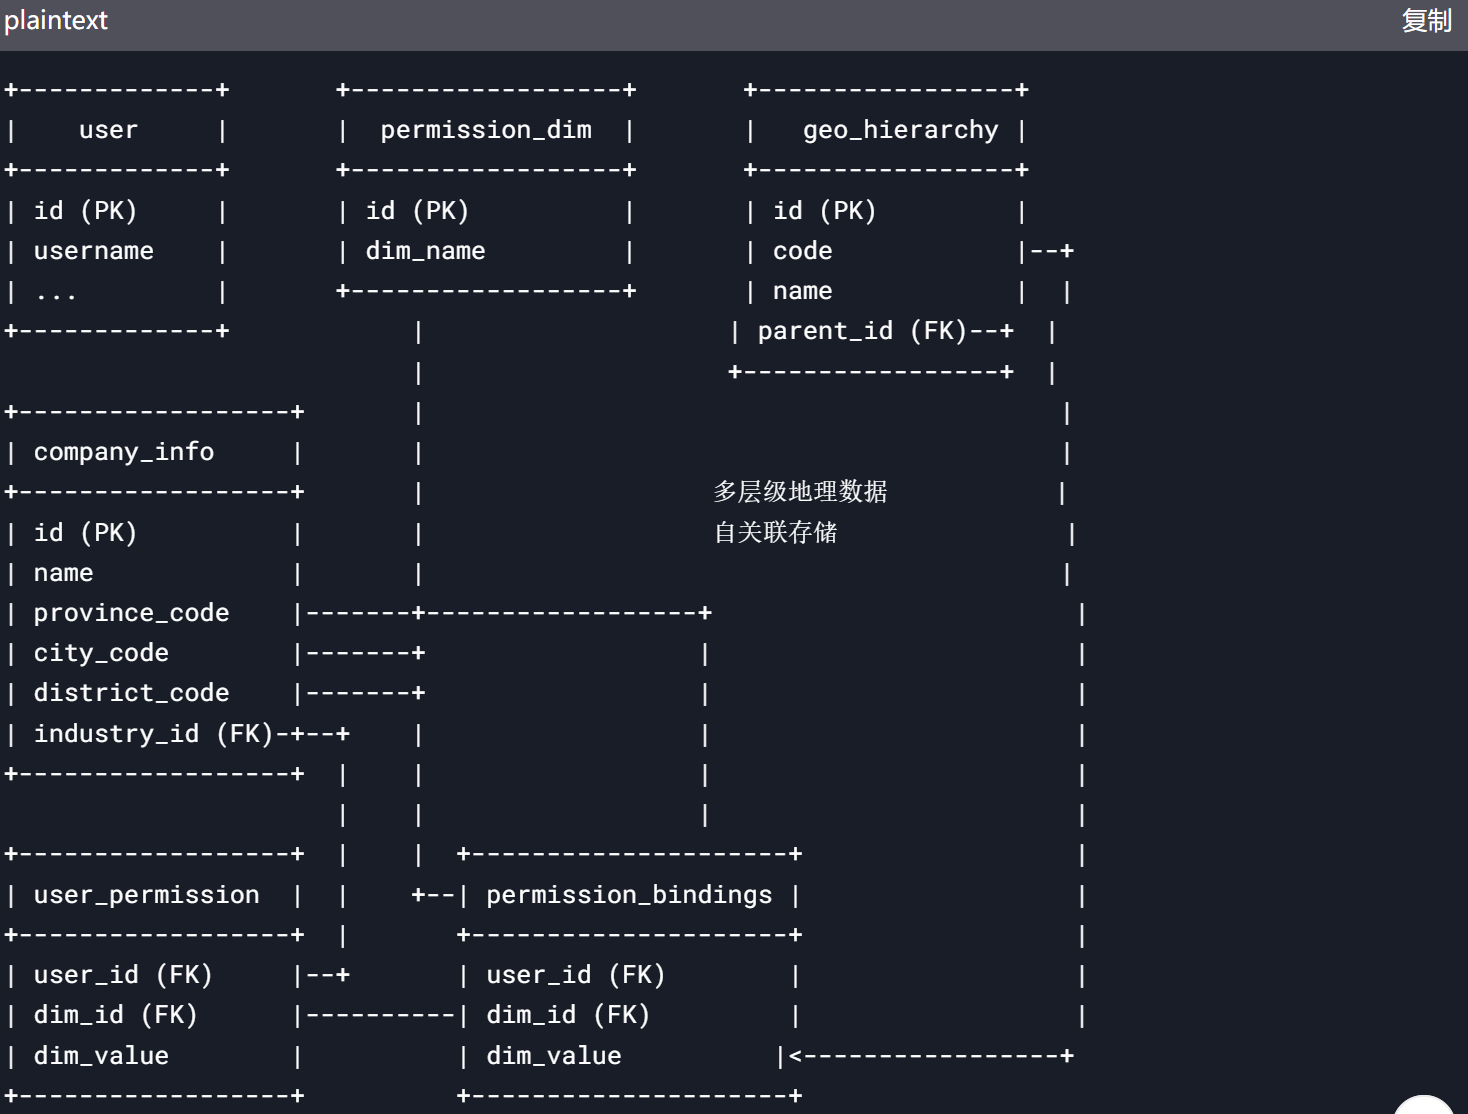 plaintext 复制
+-------------+       +------------------+       +-----------------+
|    user     |       |  permission_dim  |       |   geo_hierarchy |
+-------------+       +------------------+       +-----------------+
| id (PK)     |       | id (PK)          |       | id (PK)         |
| username    |       | dim_name         |       | code            |--+
| ...         |       +------------------+       | name            |  |
+-------------+            |                    | parent_id (FK)--+  |
                           |                    +-----------------+  |
+------------------+       |                                          |
| company_info     |       |                                          |
+------------------+       |                   多层级地理数据           |
| id (PK)          |       |                   自关联存储               |
| name             |       |                                          |
| province_code    |-------+------------------+                        |
| city_code        |-------+                  |                        |
| district_code    |-------+                  |                        |
| industry_id (FK)-+--+    |                  |                        |
+------------------+  |    |                  |                        |
                      |    |                  |                        |
+------------------+  |    |  +---------------------+                  |
| user_permission  |  |    +--| permission_bindings |                  |
+------------------+  |       +---------------------+                  |
| user_id (FK)     |--+       | user_id (FK)        |                  |
| dim_id (FK)      |----------| dim_id (FK)         |                  |
| dim_value        |          | dim_value          |<-----------------+
+------------------+          +---------------------+